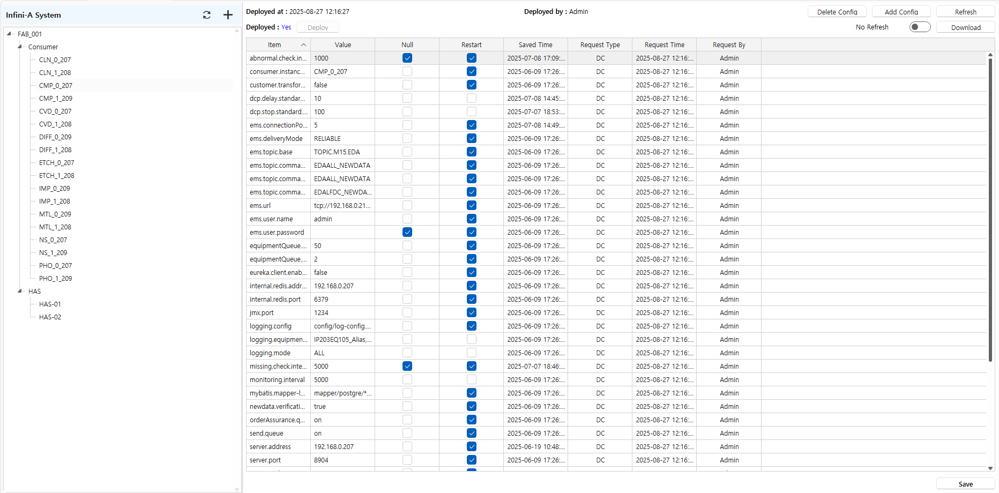 Infini-A System
FAB_001
Consumer
CLN_0_207
CLN_1_208
CMP_0_207
CMP_1_209
CVD_0_207
CVD_1_208
DIFF_0_209
DIFF_1_208
ETCH_0_207
ETCH_1_208
IMP_0_209
IMP_1_208
MTL_0_209
MTL_1_208
NS_0_207
NS_1_209
PHO_0_207
PHO_1_209
HAS
HAS-01
HAS-02
Deployed at : 2025-08-27 12:16:27 Deployed by : Admin Delete Config Add Config Refresh
Deployed : Yes Deploy No Refresh Download
Item Value Null Restart Saved Time Request Type Request Time Request By
abnormal.check.in... 1000 2025-07-08 17:09:... DC 2025-08-27 12:16:... Admin
consumer.instanc... CMP_0_207 2025-06-09 17:26:... DC 2025-08-27 12:16:... Admin
customer.transfor... false 2025-06-09 17:26:... DC 2025-08-27 12:16:... Admin
dcp.delay.standar... 10 2025-07-08 14:45:... DC 2025-08-27 12:16:... Admin
dcp.stop.standard.... 100 2025-07-07 18:53:... DC 2025-08-27 12:16:... Admin
ems.connectionPo... 5 2025-07-08 14:49:... DC 2025-08-27 12:16:... Admin
ems.deliveryMode RELIABLE 2025-06-09 17:26:... DC 2025-08-27 12:16:... Admin
ems.topic.base TOPIC.M15.EDA 2025-06-09 17:26:... DC 2025-08-27 12:16:... Admin
ems.topic.comma... EDAALL_NEWDATA 2025-06-09 17:26:... DC 2025-08-27 12:16:... Admin
ems.topic.comma... EDAALL_NEWDATA 2025-06-09 17:26:... DC 2025-08-27 12:16:... Admin
ems.topic.comma... EDALFDC_NEWDA... 2025-06-09 17:26:... DC 2025-08-27 12:16:... Admin
ems.url tcp://192.168.0.21... 2025-06-09 17:26:... DC 2025-08-27 12:16:... Admin
ems.user.name admin 2025-06-09 17:26:... DC 2025-08-27 12:16:... Admin
ems.user.password 2025-06-09 17:26:... DC 2025-08-27 12:16:... Admin
equipmentQueue.... 50 2025-06-09 17:26:... DC 2025-08-27 12:16:... Admin
equipmentQueue.... 2 2025-06-09 17:26:... DC 2025-08-27 12:16:... Admin
eureka.client.enab... false 2025-06-09 17:26:... DC 2025-08-27 12:16:... Admin
internal.redis.addr... 192.168.0.207 2025-06-09 17:26:... DC 2025-08-27 12:16:... Admin
internal.redis.port 6379 2025-06-09 17:26:... DC 2025-08-27 12:16:... Admin
jmx.port 1234 2025-06-09 17:26:... DC 2025-08-27 12:16:... Admin
logging.config config/log-config.... 2025-06-09 17:26:... DC 2025-08-27 12:16:... Admin
logging.equipmen... IP203EQ105_Alias,... 2025-06-09 17:26:... DC 2025-08-27 12:16:... Admin
logging.mode ALL 2025-06-09 17:26:... DC 2025-08-27 12:16:... Admin
missing.check.inte... 5000 2025-07-07 18:46:... DC 2025-08-27 12:16:... Admin
monitoring.interval 5000 2025-06-09 17:26:... DC 2025-08-27 12:16:... Admin
mybatis.mapper-l... mapper/postgre/*... 2025-06-09 17:26:... DC 2025-08-27 12:16:... Admin
newdata.verificati... true 2025-06-09 17:26:... DC 2025-08-27 12:16:... Admin
orderAssurance.q... on 2025-06-09 17:26:... DC 2025-08-27 12:16:... Admin
send.queue on 2025-06-09 17:26:... DC 2025-08-27 12:16:... Admin
server.address 192.168.0.207 2025-06-19 10:48:... DC 2025-08-27 12:16:... Admin
server.port 8904 2025-06-09 17:26:... DC 2025-08-27 12:16:... Admin
Save